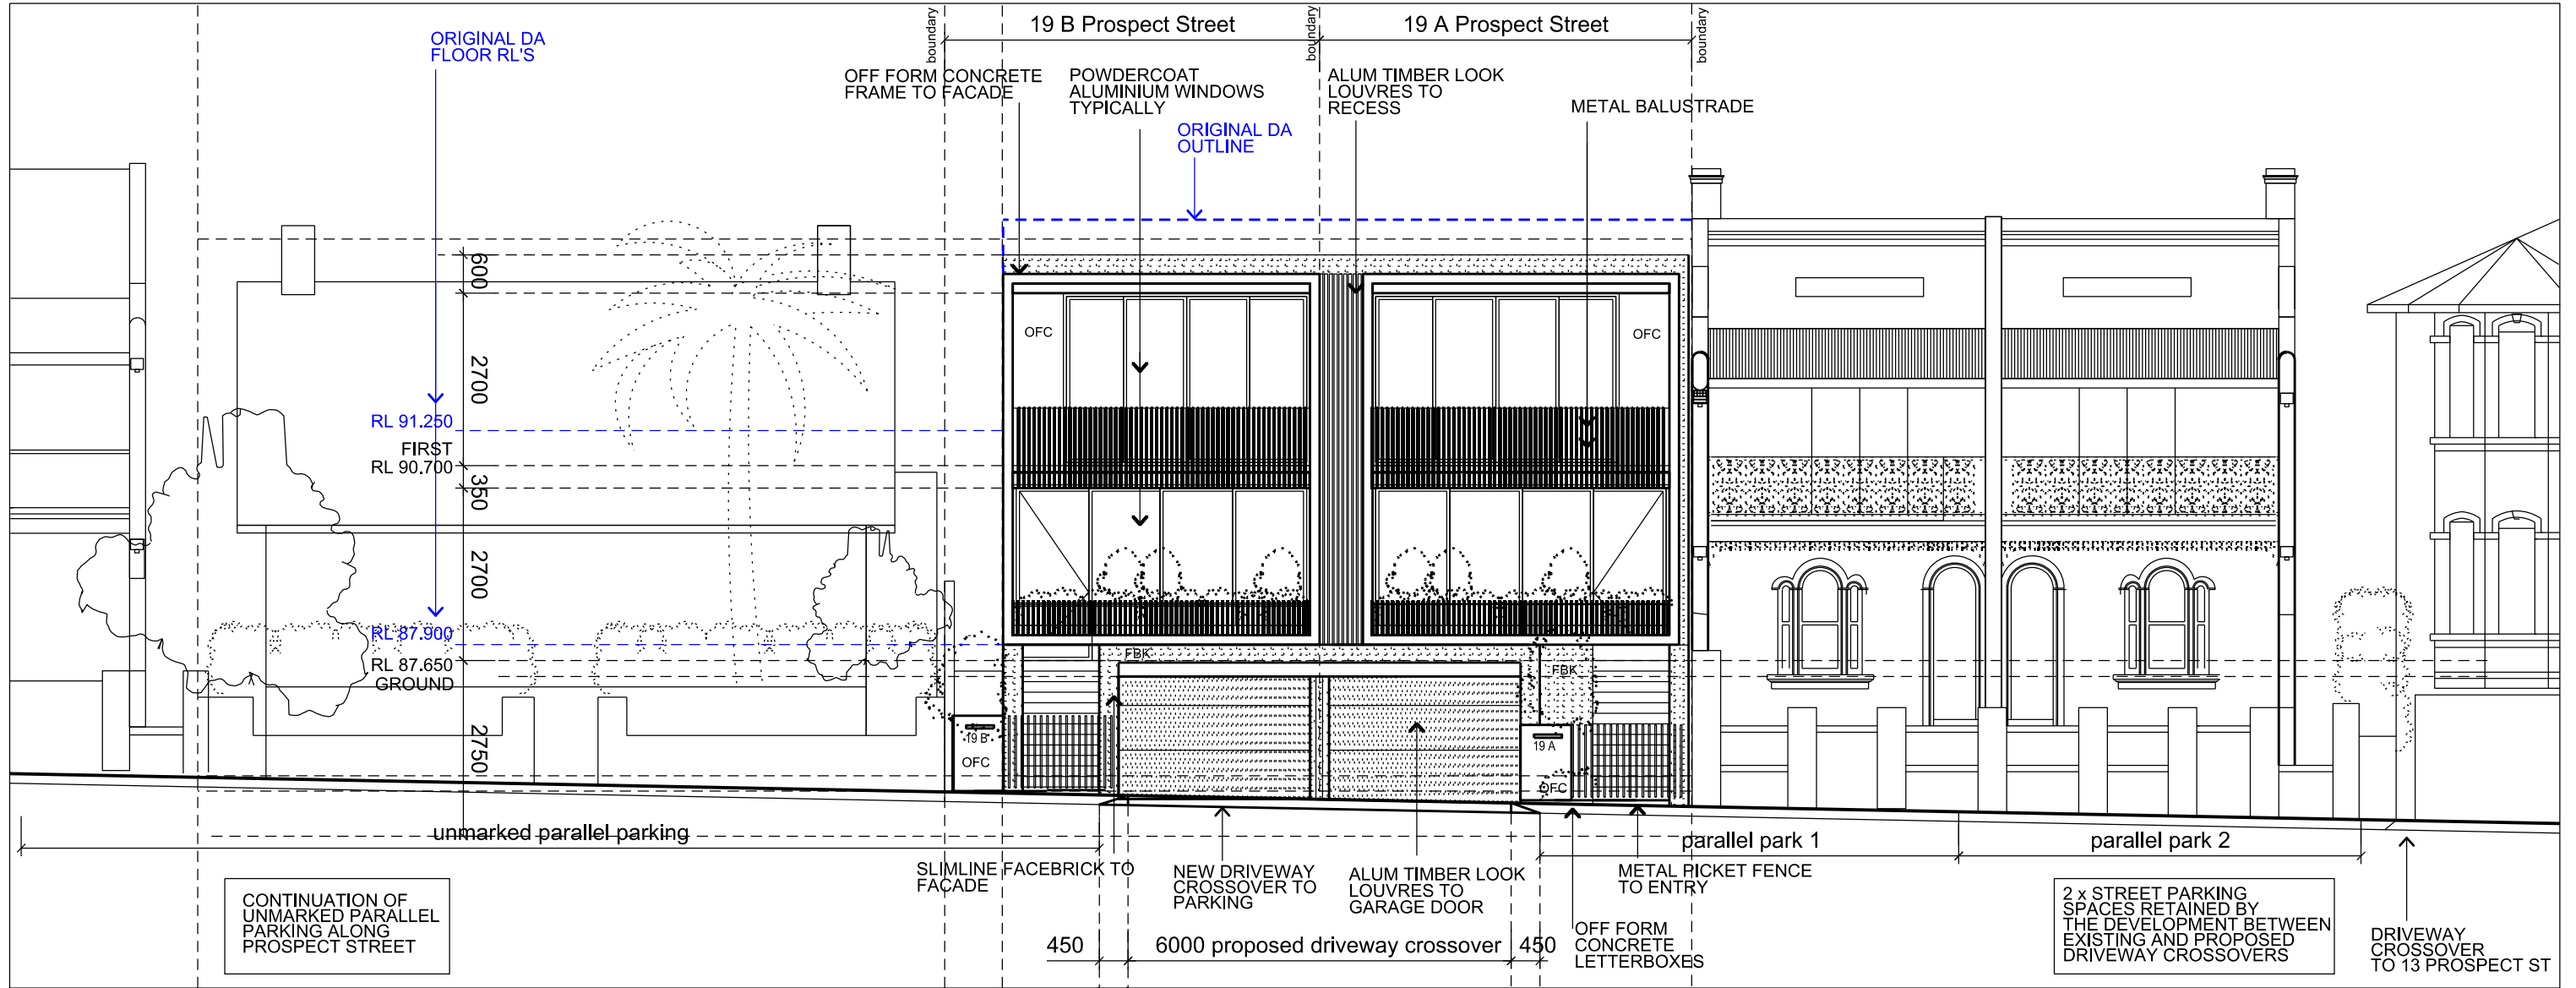 19 B Prospect Street
19 A Prospect Street
boundary
boundary
boundary
ORIGINAL DA
FLOOR RL'S
OFF FORM CONCRETE
FRAME TO FACADE
POWDERCOAT
ALUMINIUM WINDOWS
TYPICALLY
ALUM TIMBER LOOK
LOUVRES TO
RECESS
METAL BALUSTRADE
ORIGINAL DA
OUTLINE
600
2700
350
2700
2750
OFC
OFC
RL 91.250
FIRST
RL 90.700
RL 87.900
RL 87.650
GROUND
FBK
FBK
19 B
OFC
19 A
OFC
unmarked parallel parking
parallel park 1
parallel park 2
SLIMLINE FACEBRICK TO
FACADE
NEW DRIVEWAY
CROSSOVER TO
PARKING
ALUM TIMBER LOOK
LOUVRES TO
GARAGE DOOR
METAL PICKET FENCE
TO ENTRY
OFF FORM
CONCRETE
LETTERBOXES
CONTINUATION OF
UNMARKED PARALLEL
PARKING ALONG
PROSPECT STREET
450
6000 proposed driveway crossover
450
2 x STREET PARKING
SPACES RETAINED BY
THE DEVELOPMENT BETWEEN
EXISTING AND PROPOSED
DRIVEWAY CROSSOVERS
DRIVEWAY
CROSSOVER
TO 13 PROSPECT ST